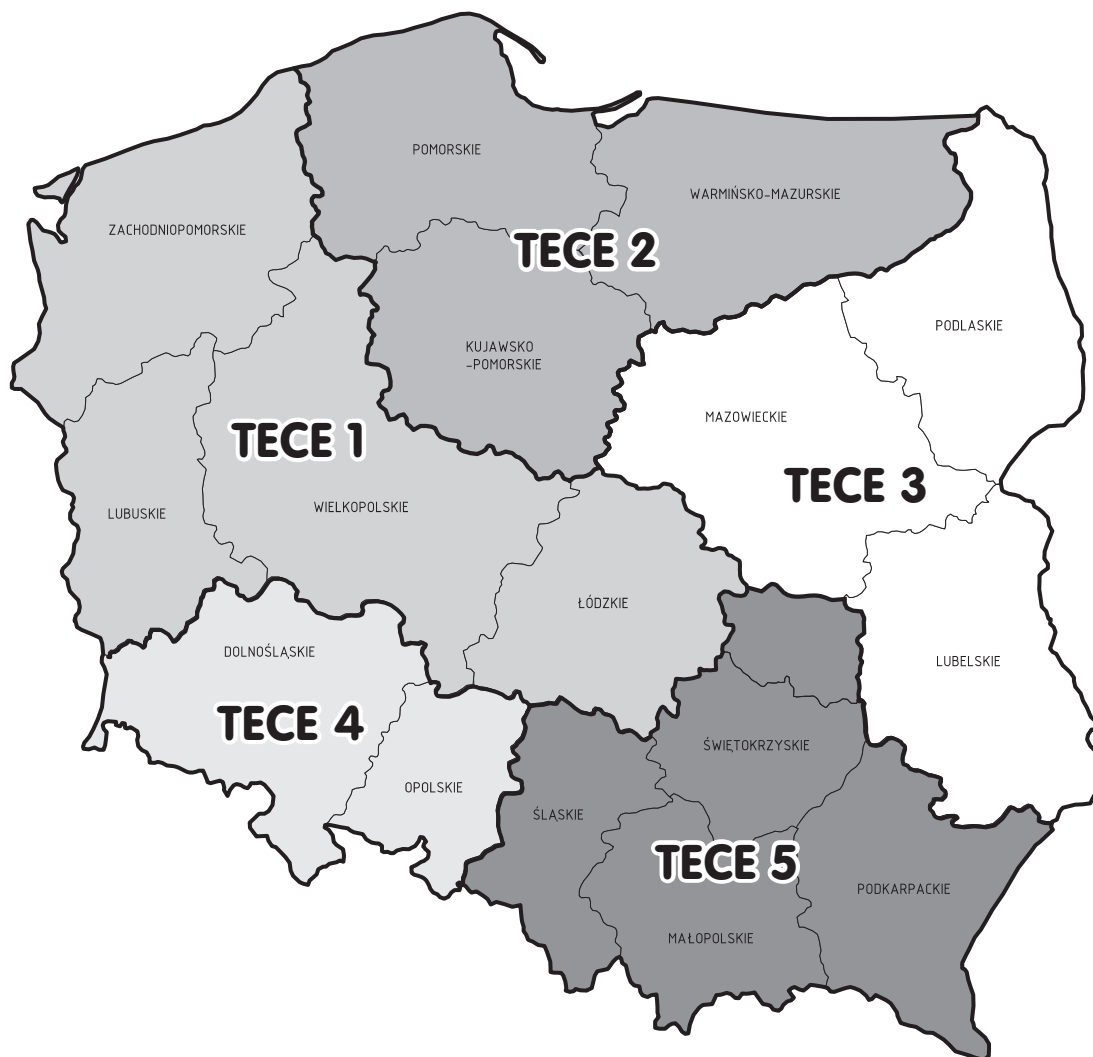 POMORSKIE
WARMIŃSKO-MAZURSKIE
ZACHODNIOPOMORSKIE
TECE 2
PODLASKIE
KUJAWSKO
-POMORSKIE
MAZOWIECKIE
TECE 1
TECE 3
WIELKOPOLSKIE
LUBUSKIE
ŁÓDZKIE
DOLNOŚLĄSKIE
LUBELSKIE
TECE 4
ŚWIĘTOKRZYSKIE
OPOLSKIE
ŚLĄSKIE
TECE 5
PODKARPACKIE
MAŁOPOLSKIE